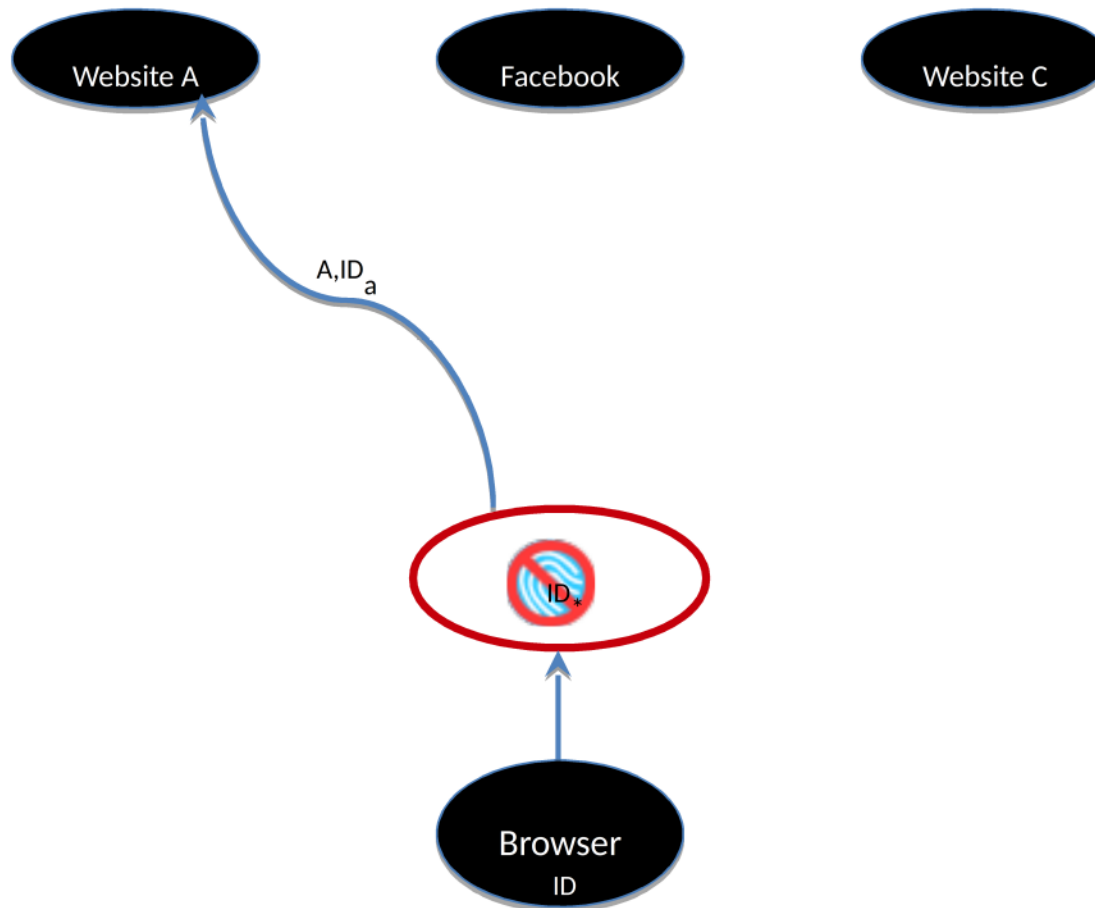 Website A
Facebook
Website C
A,IDₐ
ID*
Browser
ID